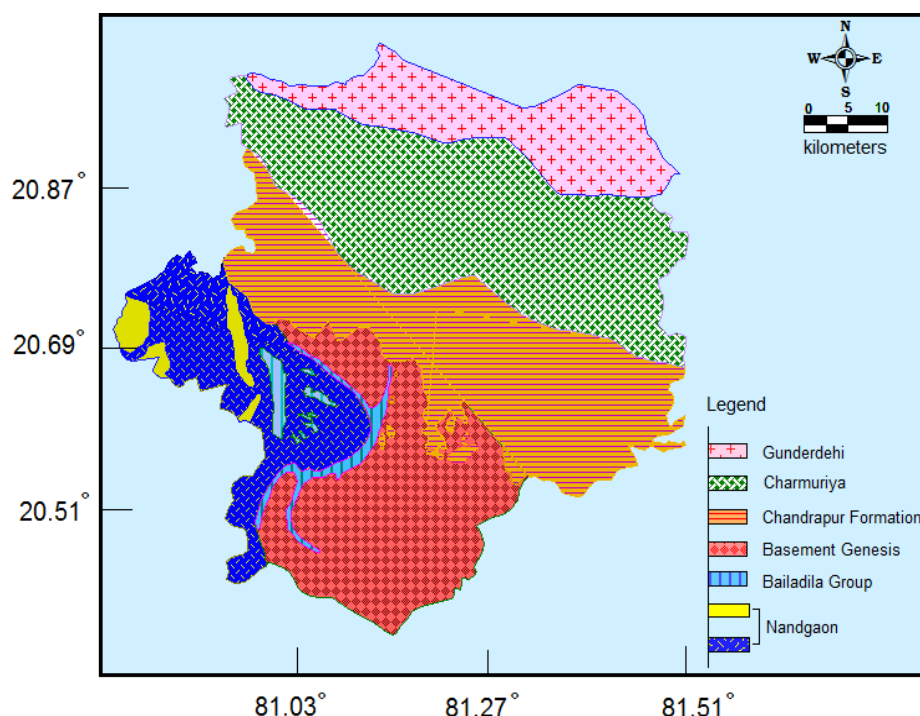 N
W E
S
0 5 10
kilometers
20.87°
20.69°
20.51°
Legend
Gunderdehi
Charmuriya
Chandrapur Formation
Basement Genesis
Bailadila Group
Nandgaon
81.03° 81.27° 81.51°